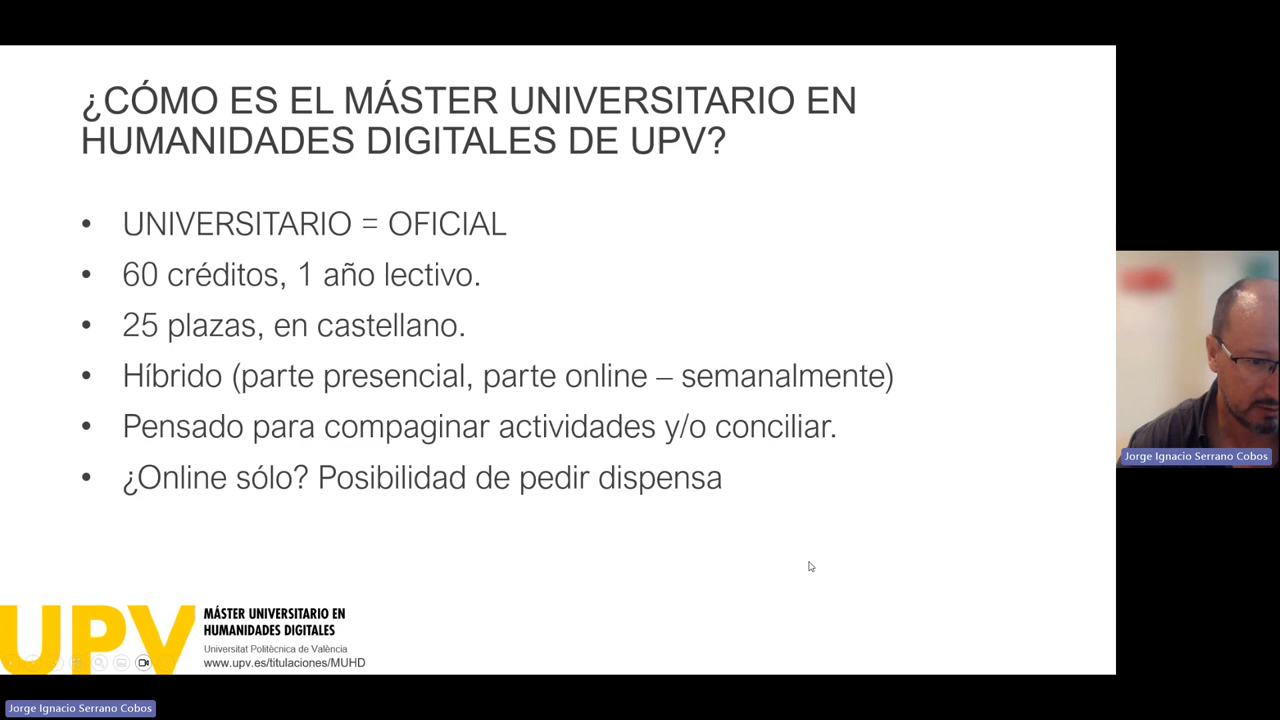 ¿CÓMO ES EL MÁSTER UNIVERSITARIO EN
HUMANIDADES DIGITALES DE UPV?
• UNIVERSITARIO = OFICIAL
• 60 créditos, 1 año lectivo.
• 25 plazas, en castellano.
• Híbrido (parte presencial, parte online – semanalmente)
• Pensado para compaginar actividades y/o conciliar.
• ¿Online sólo? Posibilidad de pedir dispensa
Jorge Ignacio Serrano Cobos
UPV
MÁSTER UNIVERSITARIO EN
HUMANIDADES DIGITALES
Universitat Politècnica de València
www.upv.es/titulaciones/MUHD
Jorge Ignacio Serrano Cobos